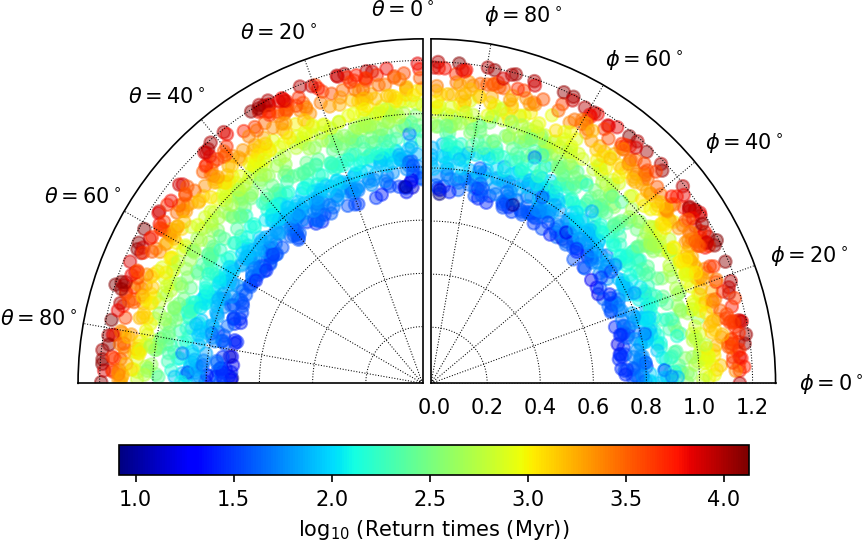 θ = 0° ϕ = 80°
θ = 20° ϕ = 60°
θ = 40° ϕ = 40°
θ = 60° ϕ = 20°
θ = 80° ϕ = 0°
0.0 0.2 0.4 0.6 0.8 1.0 1.2
1.0 1.5 2.0 2.5 3.0 3.5 4.0
log₁₀ (Return times (Myr))